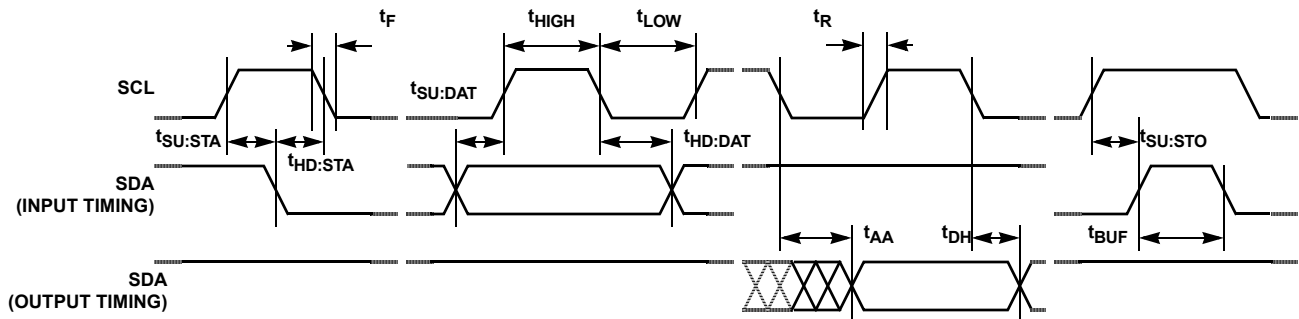 tF
tHIGH
tLOW
tR
SCL
tSU:DAT
tSU:STA
tHD:STA
tHD:DAT
tSU:STO
SDA
(INPUT TIMING)
tAA
tDH
tBUF
SDA
(OUTPUT TIMING)